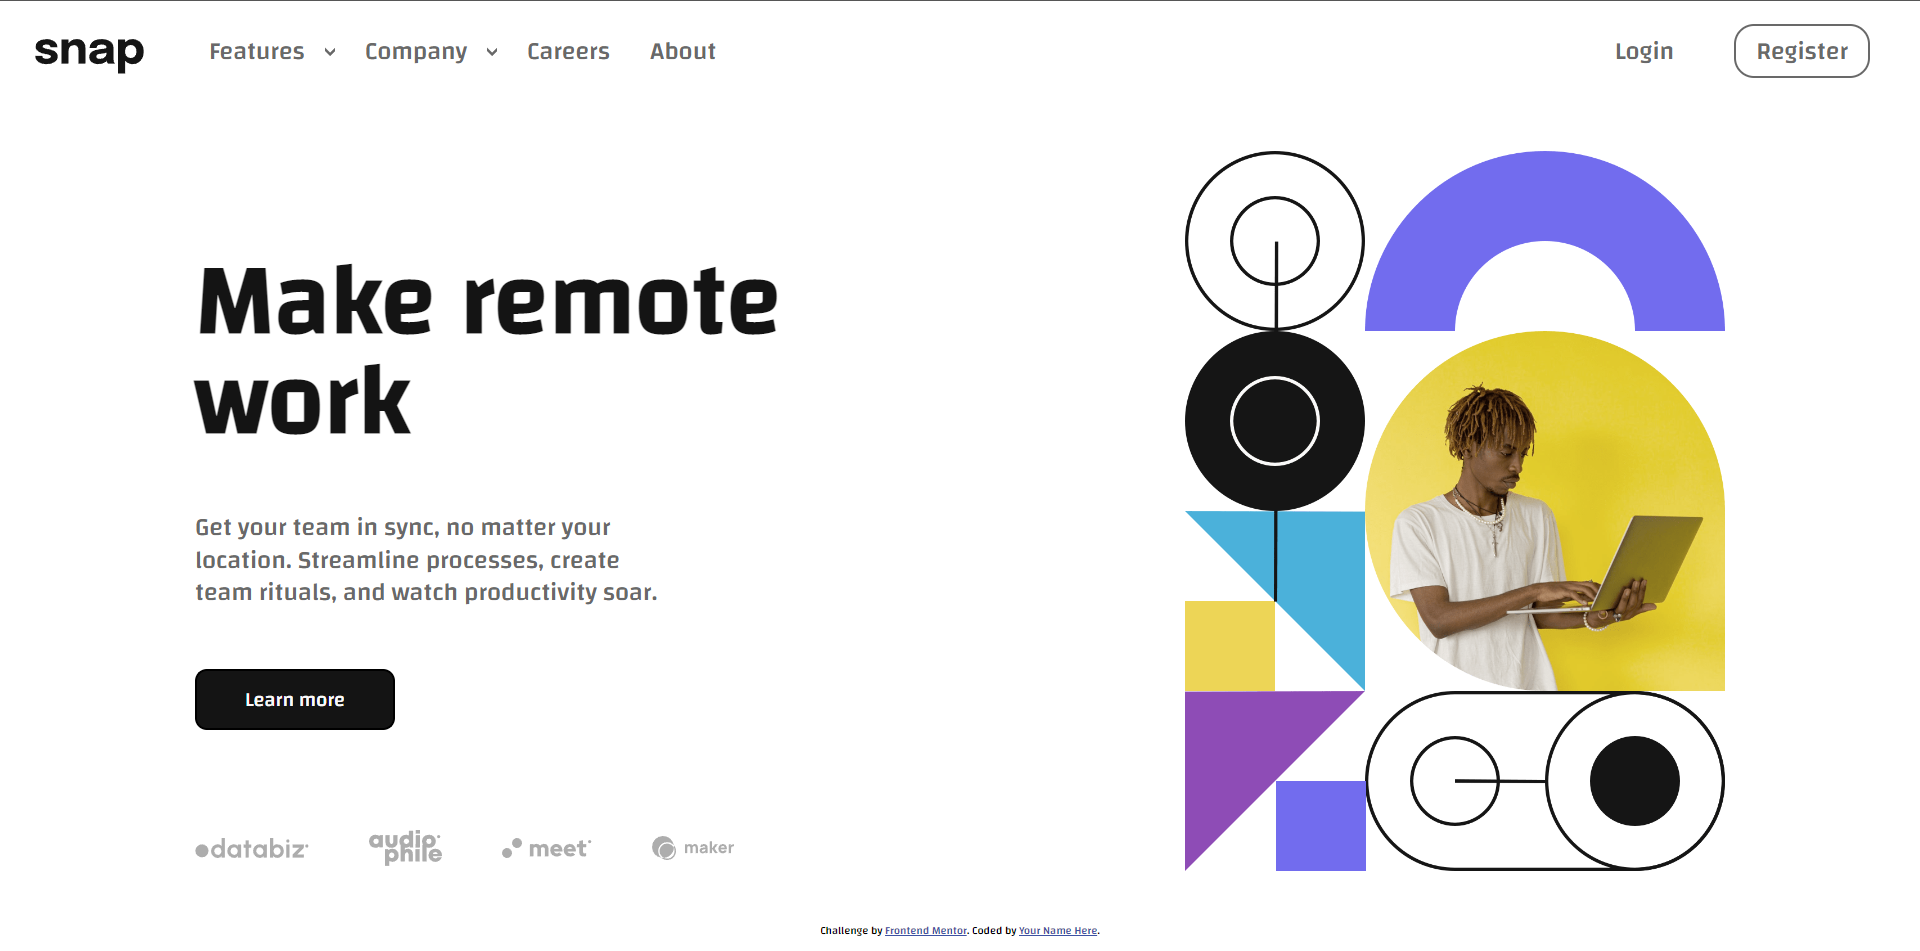 snap Features Company Careers About Login Register
Make remote
work
Get your team in sync, no matter your
location. Streamline processes, create
team rituals, and watch productivity soar.
Learn more
databiz audiophile meet maker
Challenge by Frontend Mentor. Coded by Your Name Here.